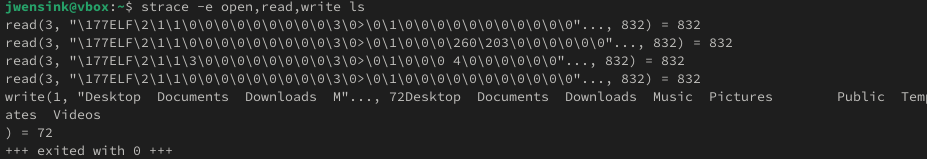 jwensink@vbox:~$ strace -e open,read,write ls
read(3, "\177ELF\2\1\1\0\0\0\0\0\0\0\0\0\3\0>\0\1\0\0\0\0\0\0\0\0\0\0\0"..., 832) = 832
read(3, "\177ELF\2\1\1\0\0\0\0\0\0\0\0\0\3\0>\0\1\0\0\0\260\203\0\0\0\0\0\0"..., 832) = 832
read(3, "\177ELF\2\1\1\3\0\0\0\0\0\0\0\0\3\0>\0\1\0\0\0 4\0\0\0\0\0\0"..., 832) = 832
read(3, "\177ELF\2\1\1\0\0\0\0\0\0\0\0\0\3\0>\0\1\0\0\0\0\0\0\0\0\0\0\0"..., 832) = 832
write(1, "Desktop  Documents  Downloads  M"..., 72Desktop  Documents  Downloads  Music  Pictures	Public  Temp
ates  Videos
) = 72
+++ exited with 0 +++